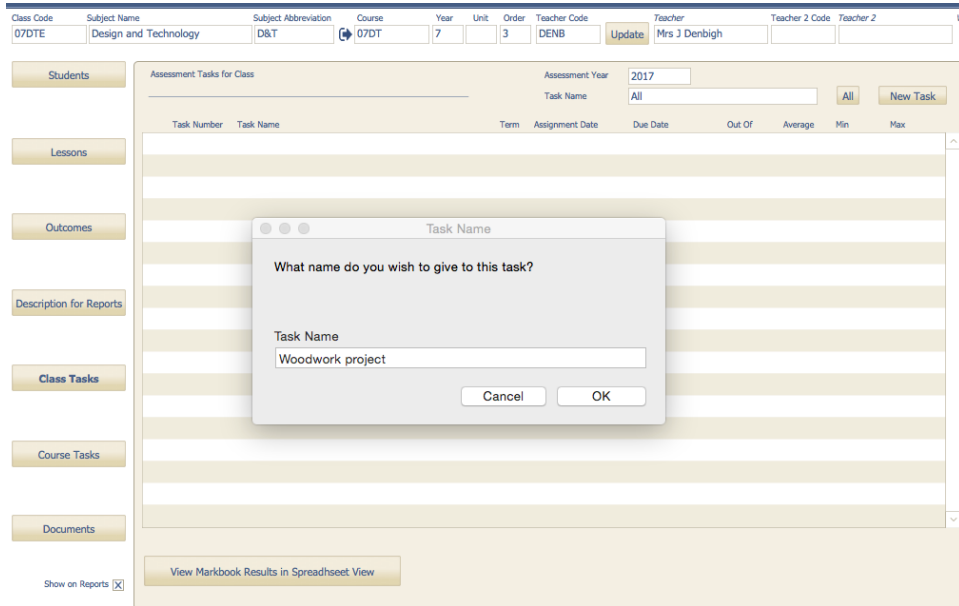 Class Code Subject Name Subject Abbreviation Course Year Unit Order Teacher Code Teacher Teacher 2 Code Teacher 2
07DTE Design and Technology D&T 07DT 7 3 DENB Update Mrs J Denbigh
Students
Assessment Tasks for Class
Assessment Year 2017
Task Name All All New Task
Task Number Task Name Term Assignment Date Due Date Out Of Average Min Max
Lessons
Outcomes
Task Name
What name do you wish to give to this task?
Description for Reports
Task Name
Woodwork project
Class Tasks
Cancel OK
Course Tasks
Documents
View Markbook Results in Spreadhseet View
Show on Reports X